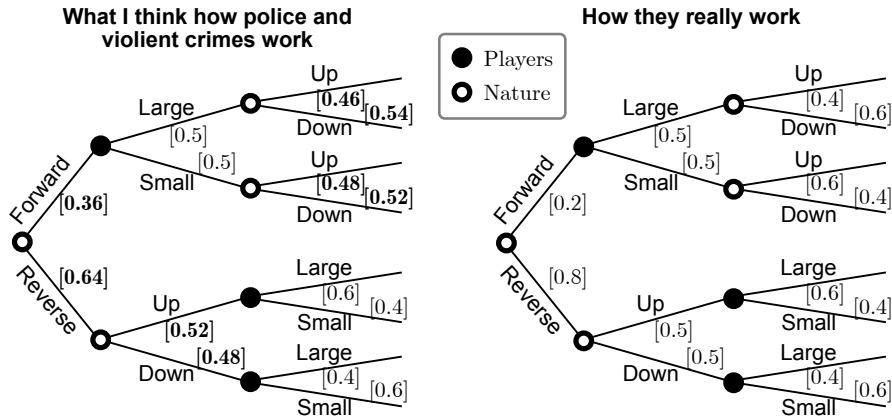 What I think how police and
violient crimes work
Forward
[0.36]
Reverse
[0.64]
Large
[0.5]
Small
[0.5]
Up
[0.46]
Down
[0.54]
Up
[0.48]
Down
[0.52]
Up
[0.52]
Down
[0.48]
Large
[0.6]
Small
[0.4]
Large
[0.4]
Small
[0.6]
Players
Nature
How they really work
Forward
[0.2]
Reverse
[0.8]
Large
[0.5]
Small
[0.5]
Up
[0.4]
Down
[0.6]
Up
[0.6]
Down
[0.4]
Up
[0.5]
Down
[0.5]
Large
[0.6]
Small
[0.4]
Large
[0.4]
Small
[0.6]